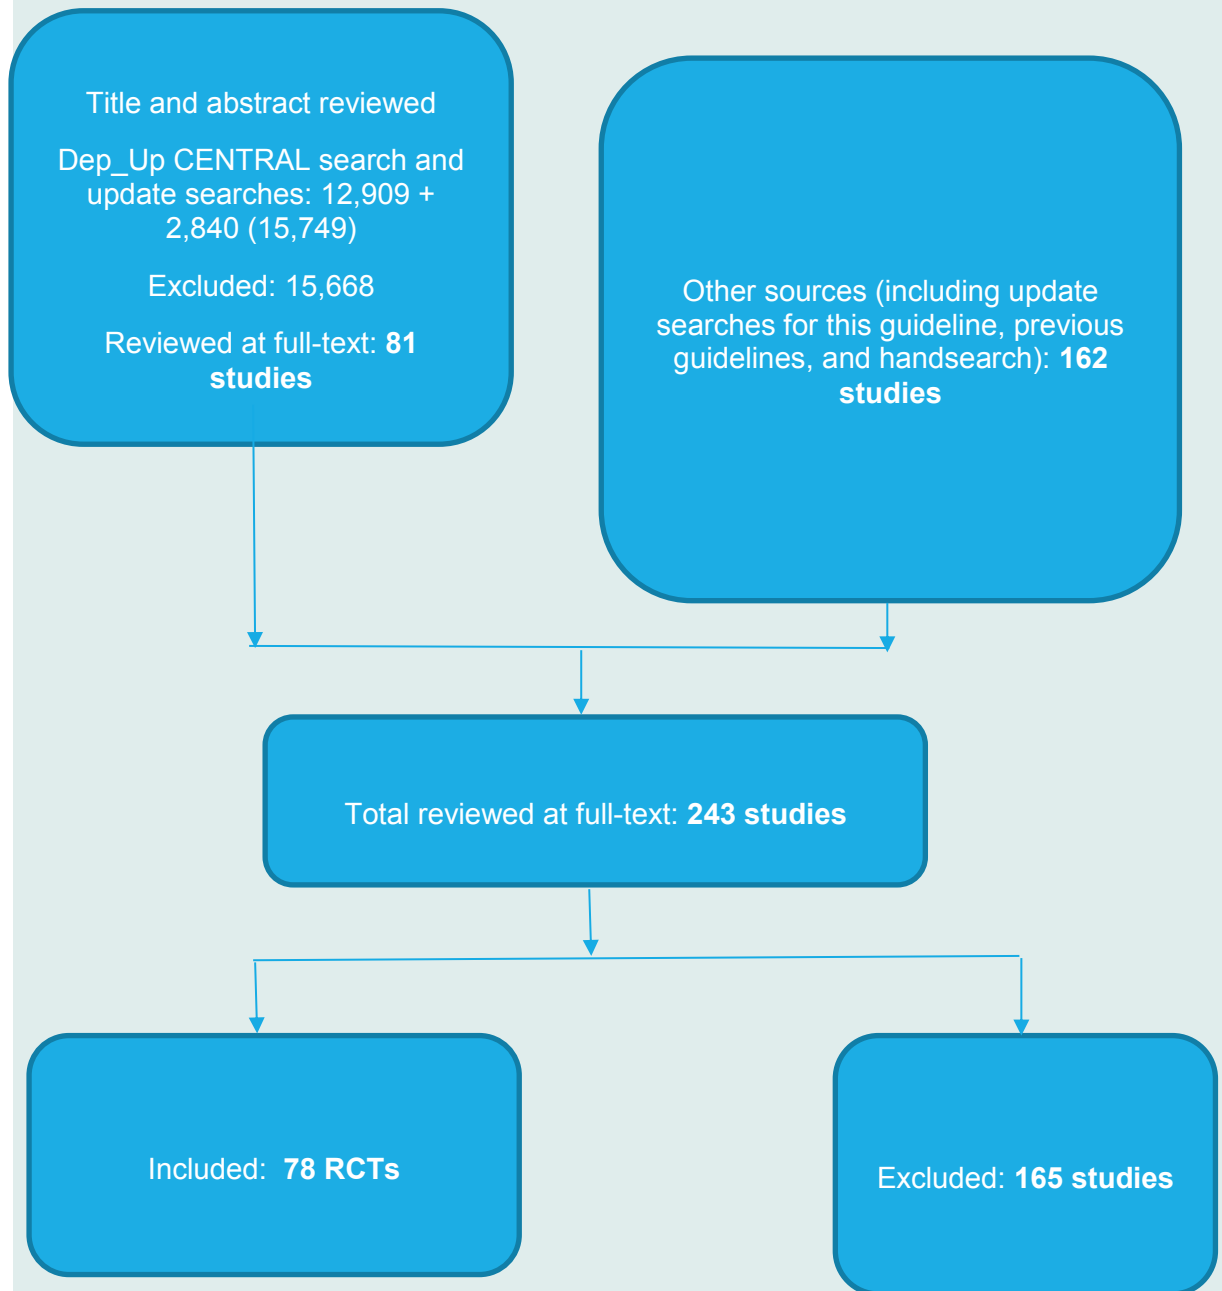 Title and abstract reviewed
Dep_Up CENTRAL search and
update searches: 12,909 +
2,840 (15,749)
Excluded: 15,668
Reviewed at full-text: 81
studies
Other sources (including update
searches for this guideline, previous
guidelines, and handsearch): 162
studies
Total reviewed at full-text: 243 studies
Included: 78 RCTs
Excluded: 165 studies